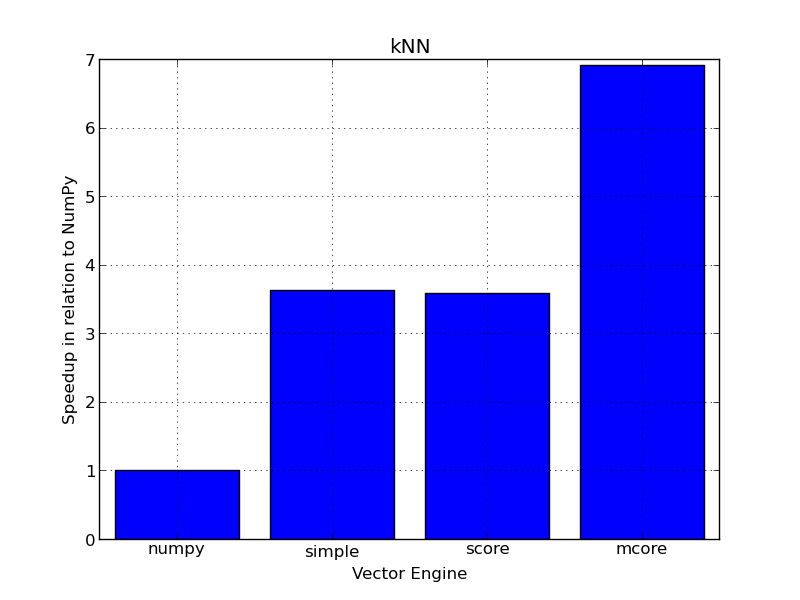 kNN
7
6
5
4
3
2
1
0
Speedup in relation to NumPy
numpy simple score mcore
Vector Engine